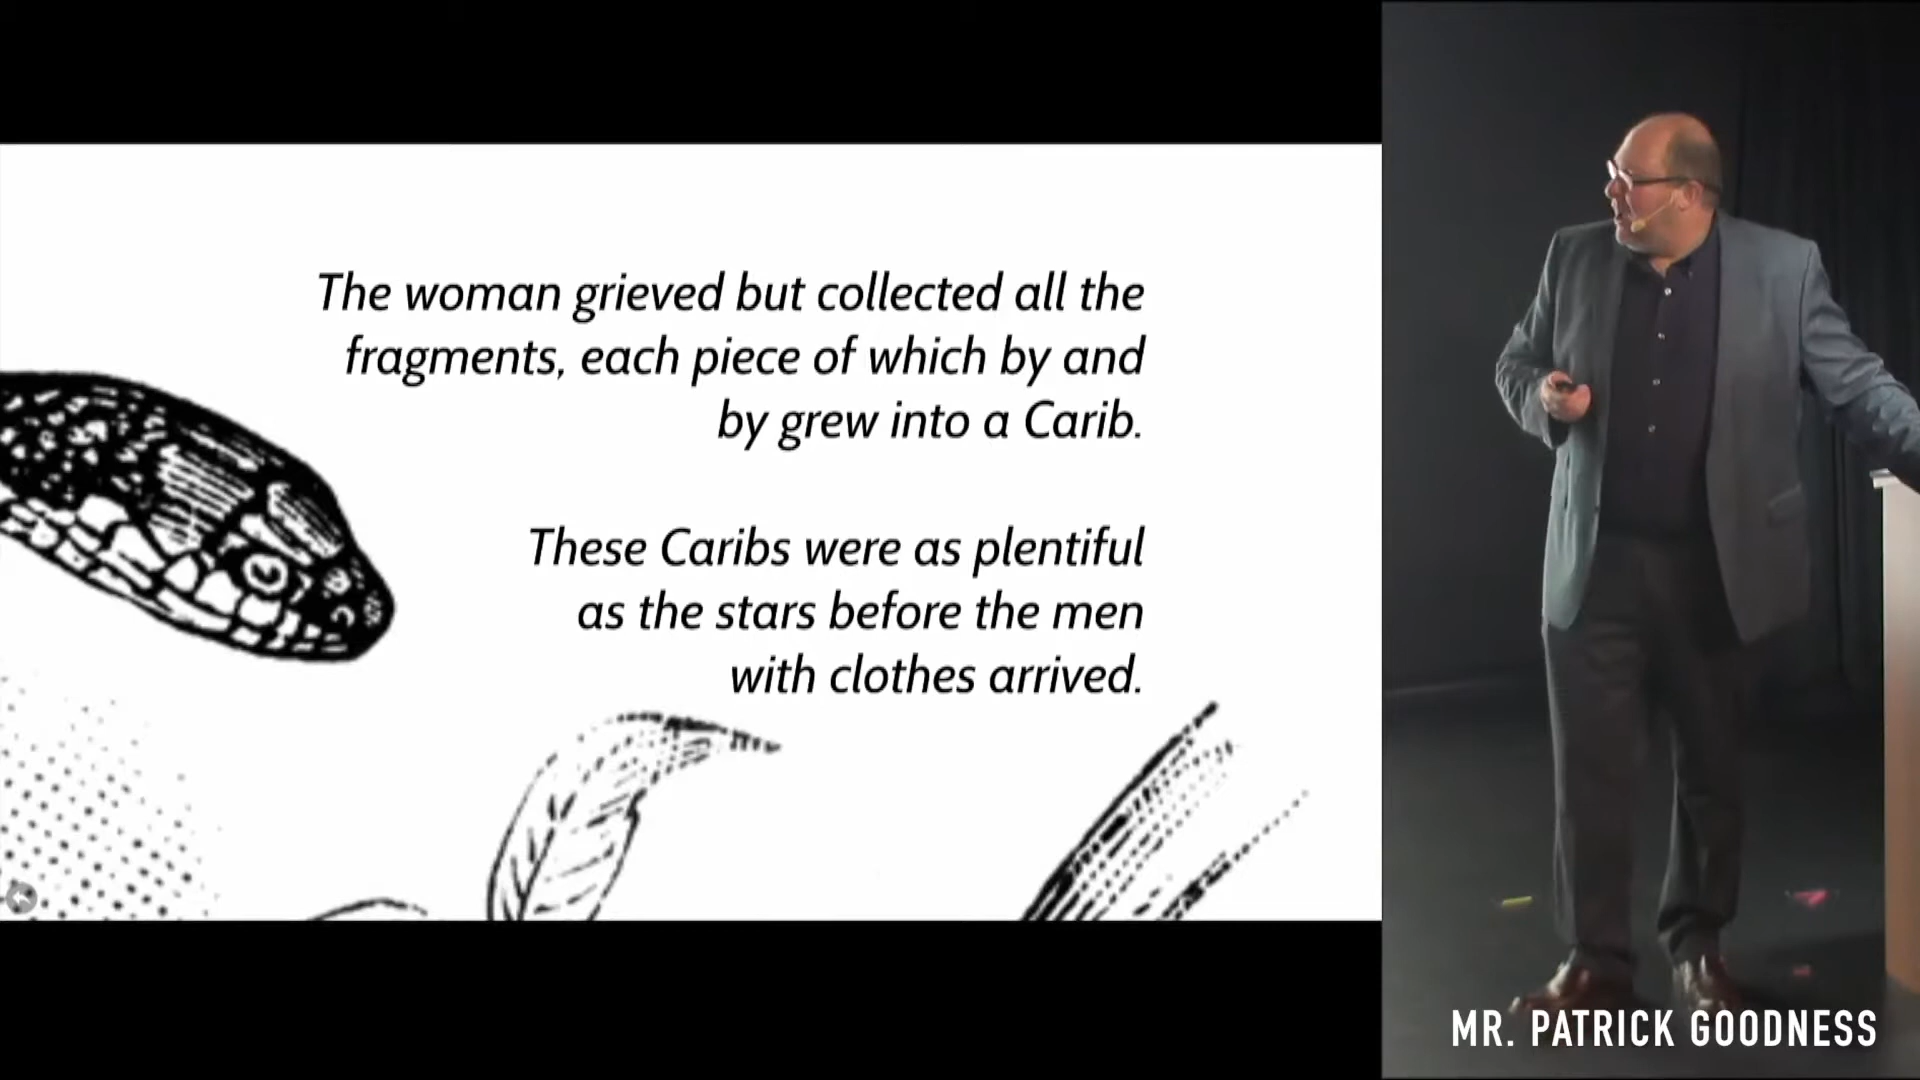 The woman grieved but collected all the
fragments, each piece of which by and
by grew into a Carib.
These Caribs were as plentiful
as the stars before the men
with clothes arrived.
MR. PATRICK GOODNESS